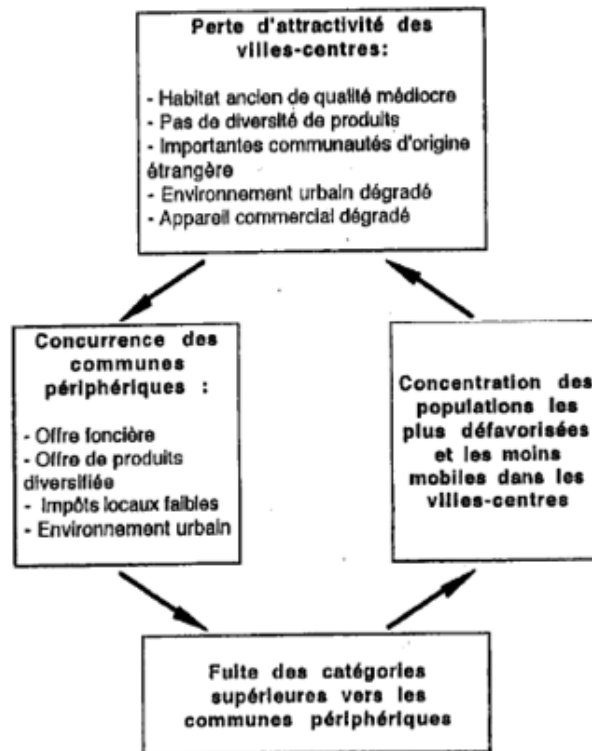 Perte d'attractivité des
villes-centres:
- Habitat ancien de qualité médiocre
- Pas de diversité de produits
- Importantes communautés d'origine
étrangère
- Environnement urbain dégradé
- Appareil commercial dégradé
Concurrence des
communes
périphériques :
- Offre foncière
- Offre de produits
diversifiée
- Impôts locaux faibles
- Environnement urbain
Concentration des
populations les
plus défavorisées
et les moins
mobiles dans les
villes-centres
Fuite des catégories
supérieures vers les
communes périphériques